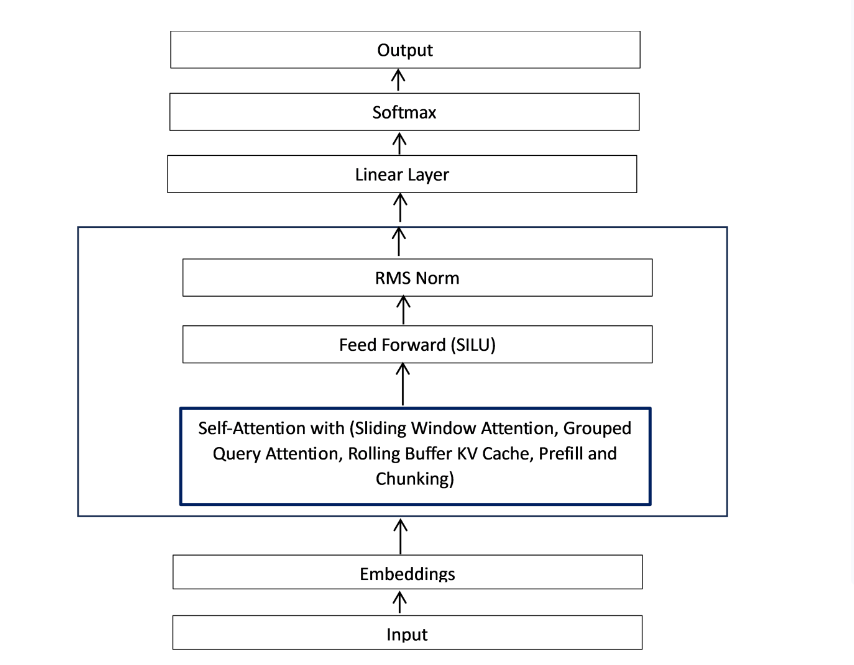 Output
Softmax
Linear Layer
RMS Norm
Feed Forward (SILU)
Self-Attention with (Sliding Window Attention, Grouped
Query Attention, Rolling Buffer KV Cache, Prefill and
Chunking)
Embeddings
Input